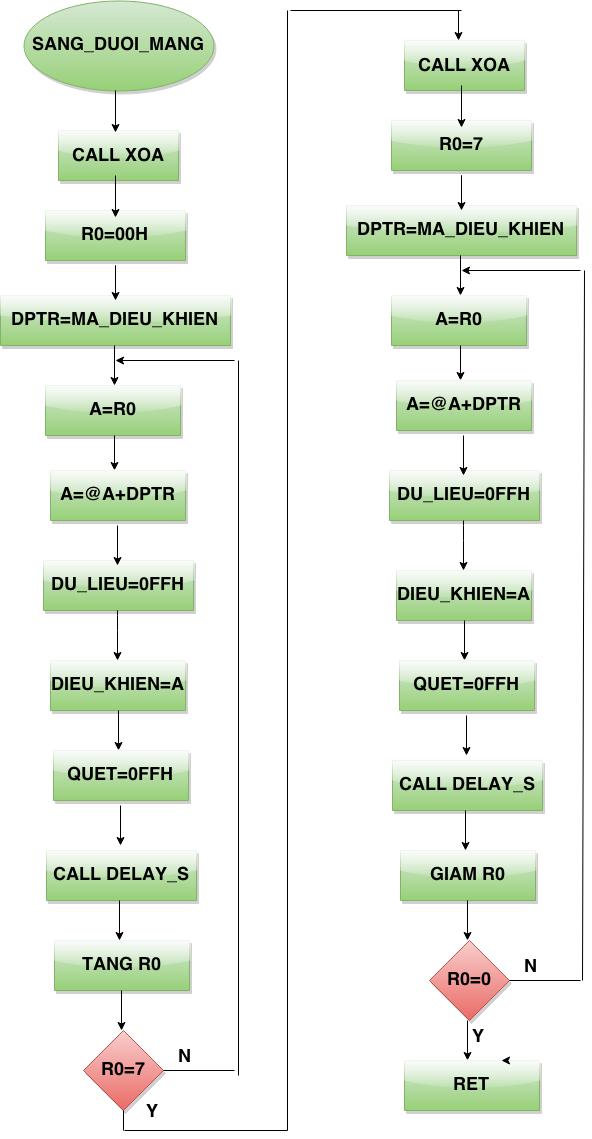 SANG_DUOI_MANG
CALL XOA
R0=00H
DPTR=MA_DIEU_KHIEN
A=R0
A=@A+DPTR
DU_LIEU=0FFH
DIEU_KHIEN=A
QUET=0FFH
CALL DELAY_S
TANG R0
R0=7
N
Y
CALL XOA
R0=7
DPTR=MA_DIEU_KHIEN
A=R0
A=@A+DPTR
DU_LIEU=0FFH
DIEU_KHIEN=A
QUET=0FFH
CALL DELAY_S
GIAM R0
R0=0
N
Y
RET